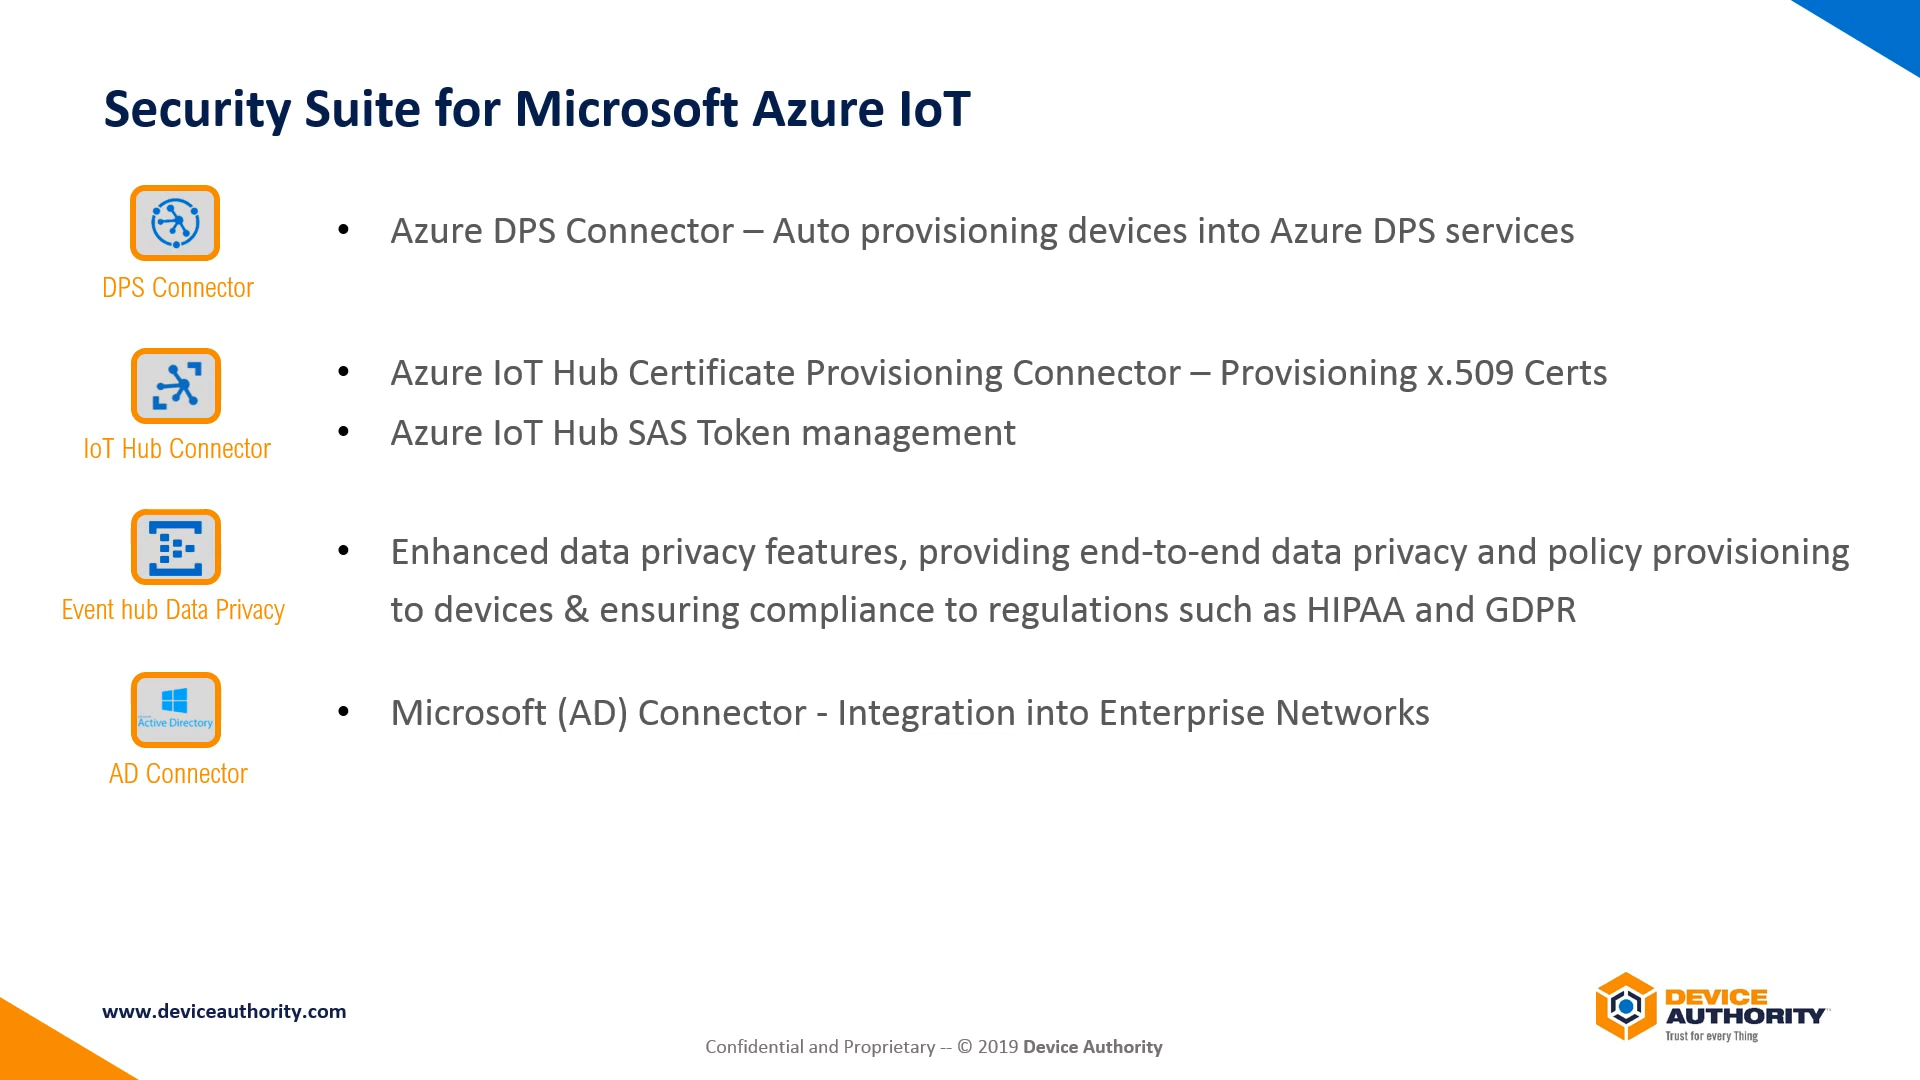 Security Suite for Microsoft Azure IoT
DPS Connector
• Azure DPS Connector – Auto provisioning devices into Azure DPS services
IoT Hub Connector
• Azure IoT Hub Certificate Provisioning Connector – Provisioning x.509 Certs
• Azure IoT Hub SAS Token management
Event hub Data Privacy
• Enhanced data privacy features, providing end-to-end data privacy and policy provisioning
to devices & ensuring compliance to regulations such as HIPAA and GDPR
Active Directory
AD Connector
• Microsoft (AD) Connector - Integration into Enterprise Networks
www.deviceauthority.com
Confidential and Proprietary -- © 2019 Device Authority
DEVICE
AUTHORITY
Trust for every Thing